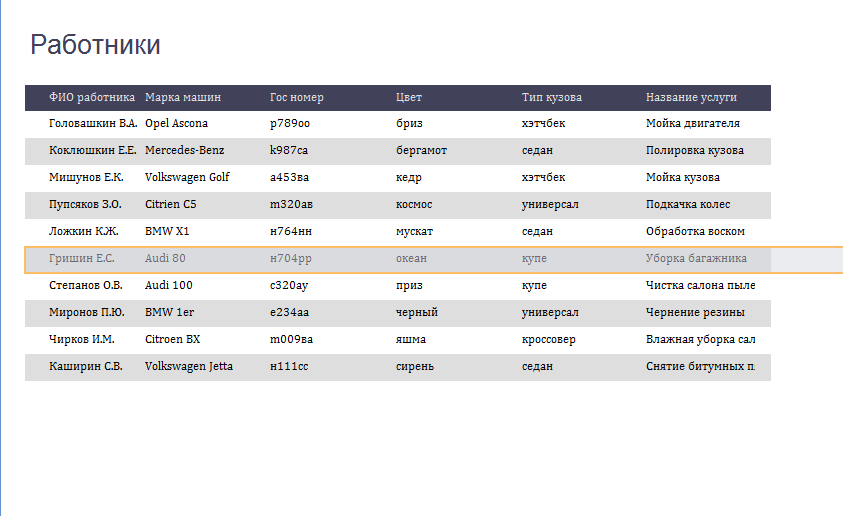 Работники
ФИО работника Марка машин Гос номер Цвет Тип кузова Название услуги
Головашкин В.А. Opel Ascona р789оо бриз хэтчбек Мойка двигателя
Коклюшкин Е.Е. Mercedes-Benz k987са бергамот седан Полировка кузова
Мишунов Е.К. Volkswagen Golf а453ва кедр хэтчбек Мойка кузова
Пупсяков З.О. Citrien C5 m320ав космос универсал Подкачка колес
Ложкин К.Ж. BMW X1 н764нн мускат седан Обработка воском
Гришин Е.С. Audi 80 н704рр океан купе Уборка багажника
Степанов О.В. Audi 100 с320ау приз купе Чистка салона пыле
Миронов П.Ю. BMW 1er е234аа черный универсал Чернение резины
Чирков И.М. Citroen BX m009ва яшма кроссовер Влажная уборка сал
Каширин С.В. Volkswagen Jetta н111сс сирень седан Снятие битумных п